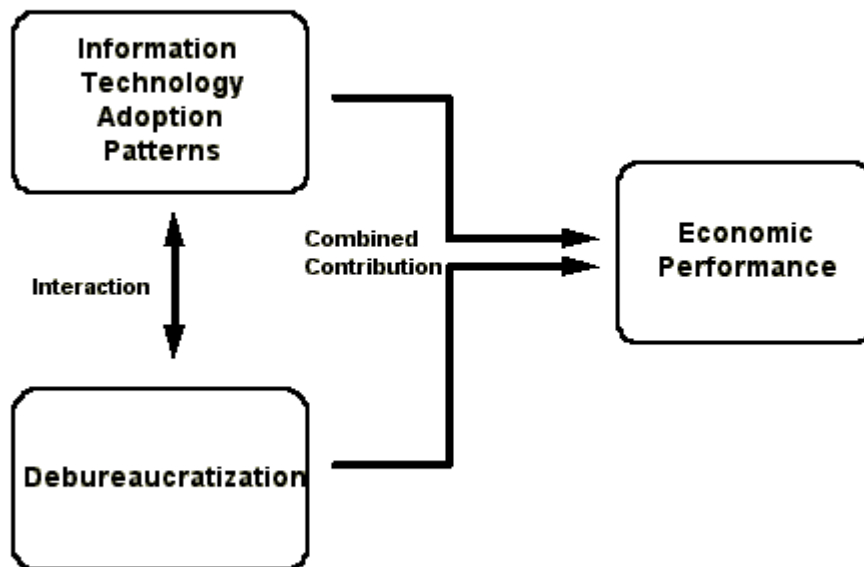 Information
Technology
Adoption
Patterns
Combined
Contribution
Economic
Performance
Interaction
Debureaucratization